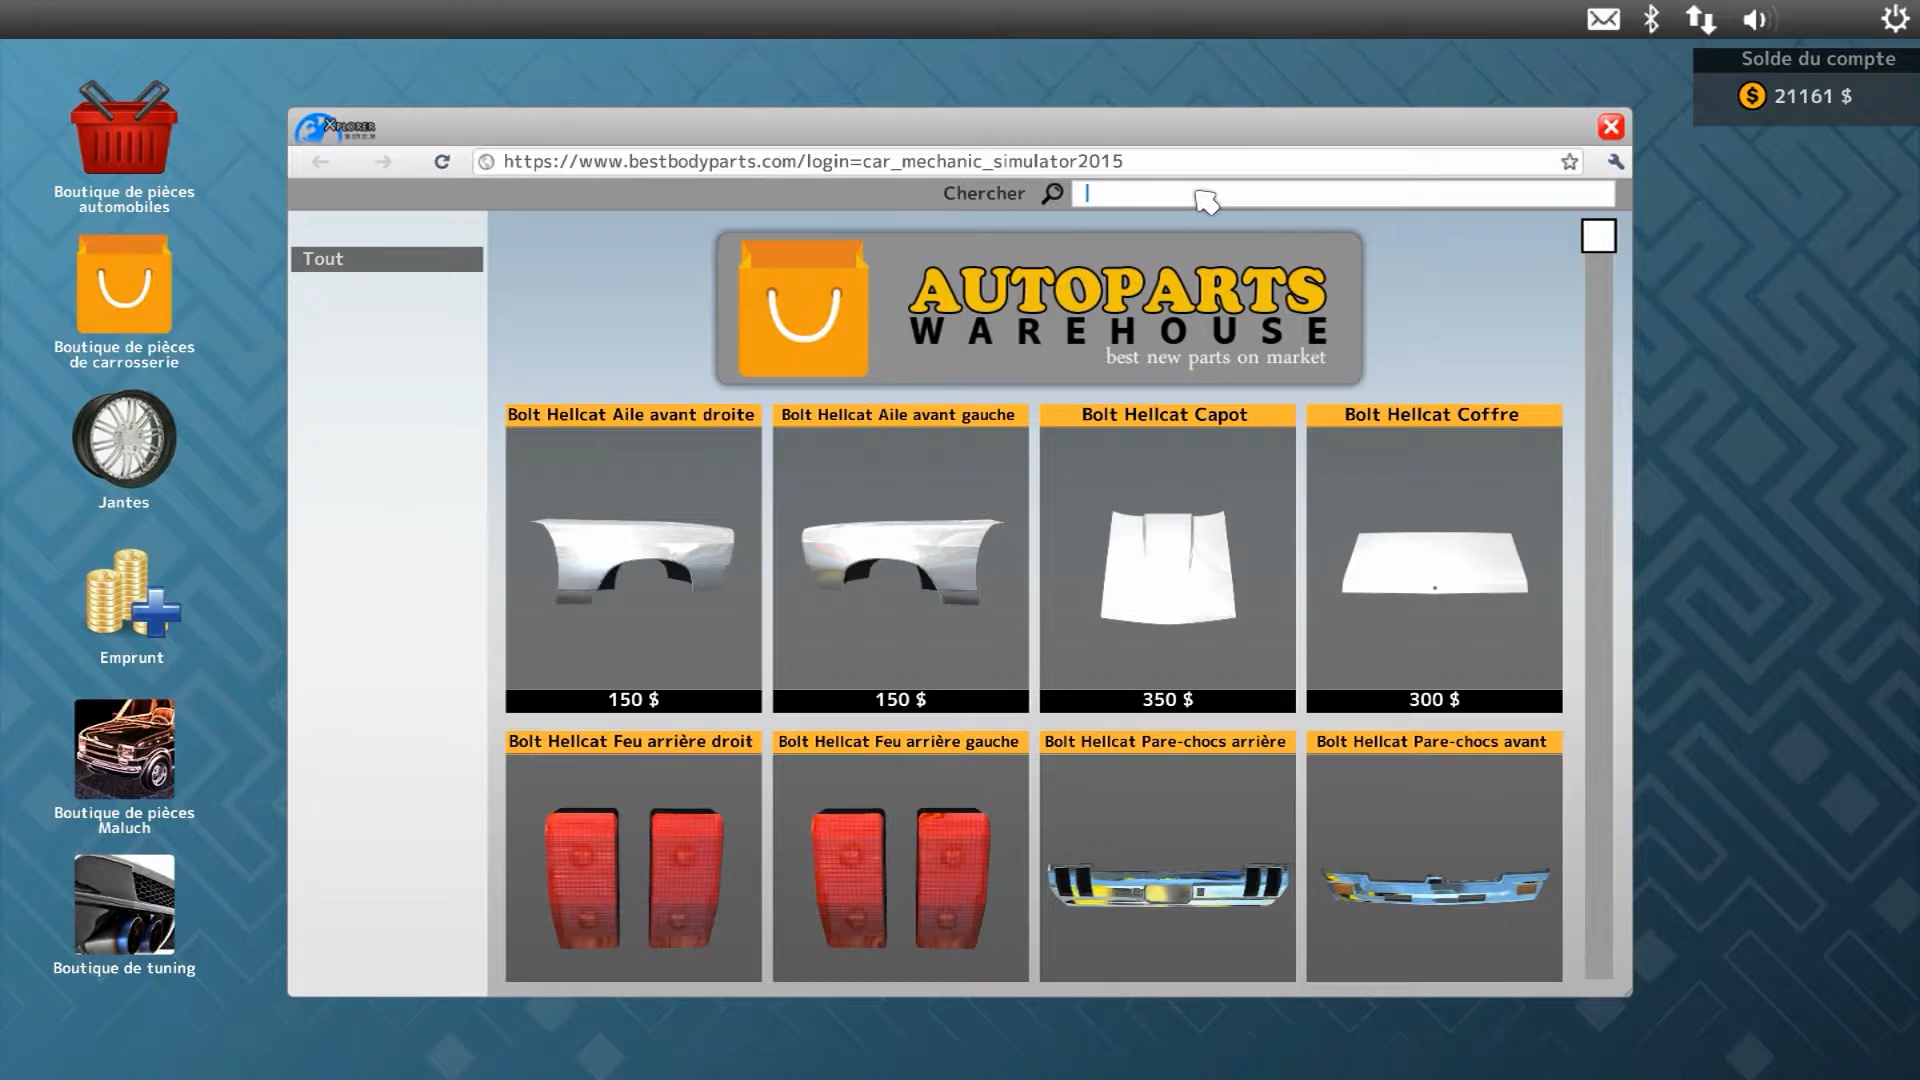 Solde du compte
21161 $
Boutique de pièces
automobiles
Boutique de pièces
de carrosserie
Jantes
Emprunt
Boutique de pièces
Maluch
Boutique de tuning
XPLORER
https://www.bestbodyparts.com/login=car_mechanic_simulator2015
Chercher
Tout
AUTOPARTS
WAREHOUSE
best new parts on market
Bolt Hellcat Aile avant droite
Bolt Hellcat Aile avant gauche
Bolt Hellcat Capot
Bolt Hellcat Coffre
150 $
150 $
350 $
300 $
Bolt Hellcat Feu arrière droit
Bolt Hellcat Feu arrière gauche
Bolt Hellcat Pare-chocs arrière
Bolt Hellcat Pare-chocs avant